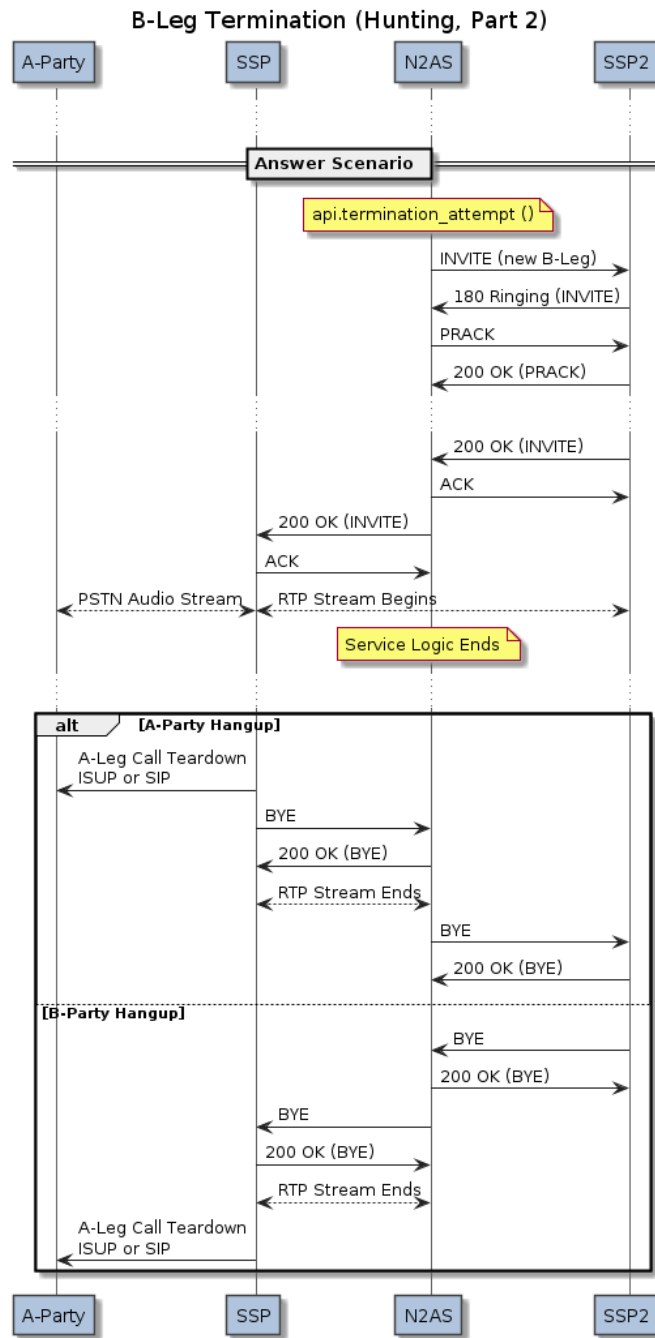 B-Leg Termination (Hunting, Part 2)
A-Party
SSP
N2AS
SSP2
Answer Scenario
api.termination_attempt ()
INVITE (new B-Leg)
180 Ringing (INVITE)
PRACK
200 OK (PRACK)
200 OK (INVITE)
ACK
200 OK (INVITE)
ACK
PSTN Audio Stream
RTP Stream Begins
Service Logic Ends
alt
[A-Party Hangup]
A-Leg Call Teardown
ISUP or SIP
BYE
200 OK (BYE)
RTP Stream Ends
BYE
200 OK (BYE)
[B-Party Hangup]
BYE
200 OK (BYE)
BYE
200 OK (BYE)
RTP Stream Ends
A-Leg Call Teardown
ISUP or SIP
A-Party
SSP
N2AS
SSP2